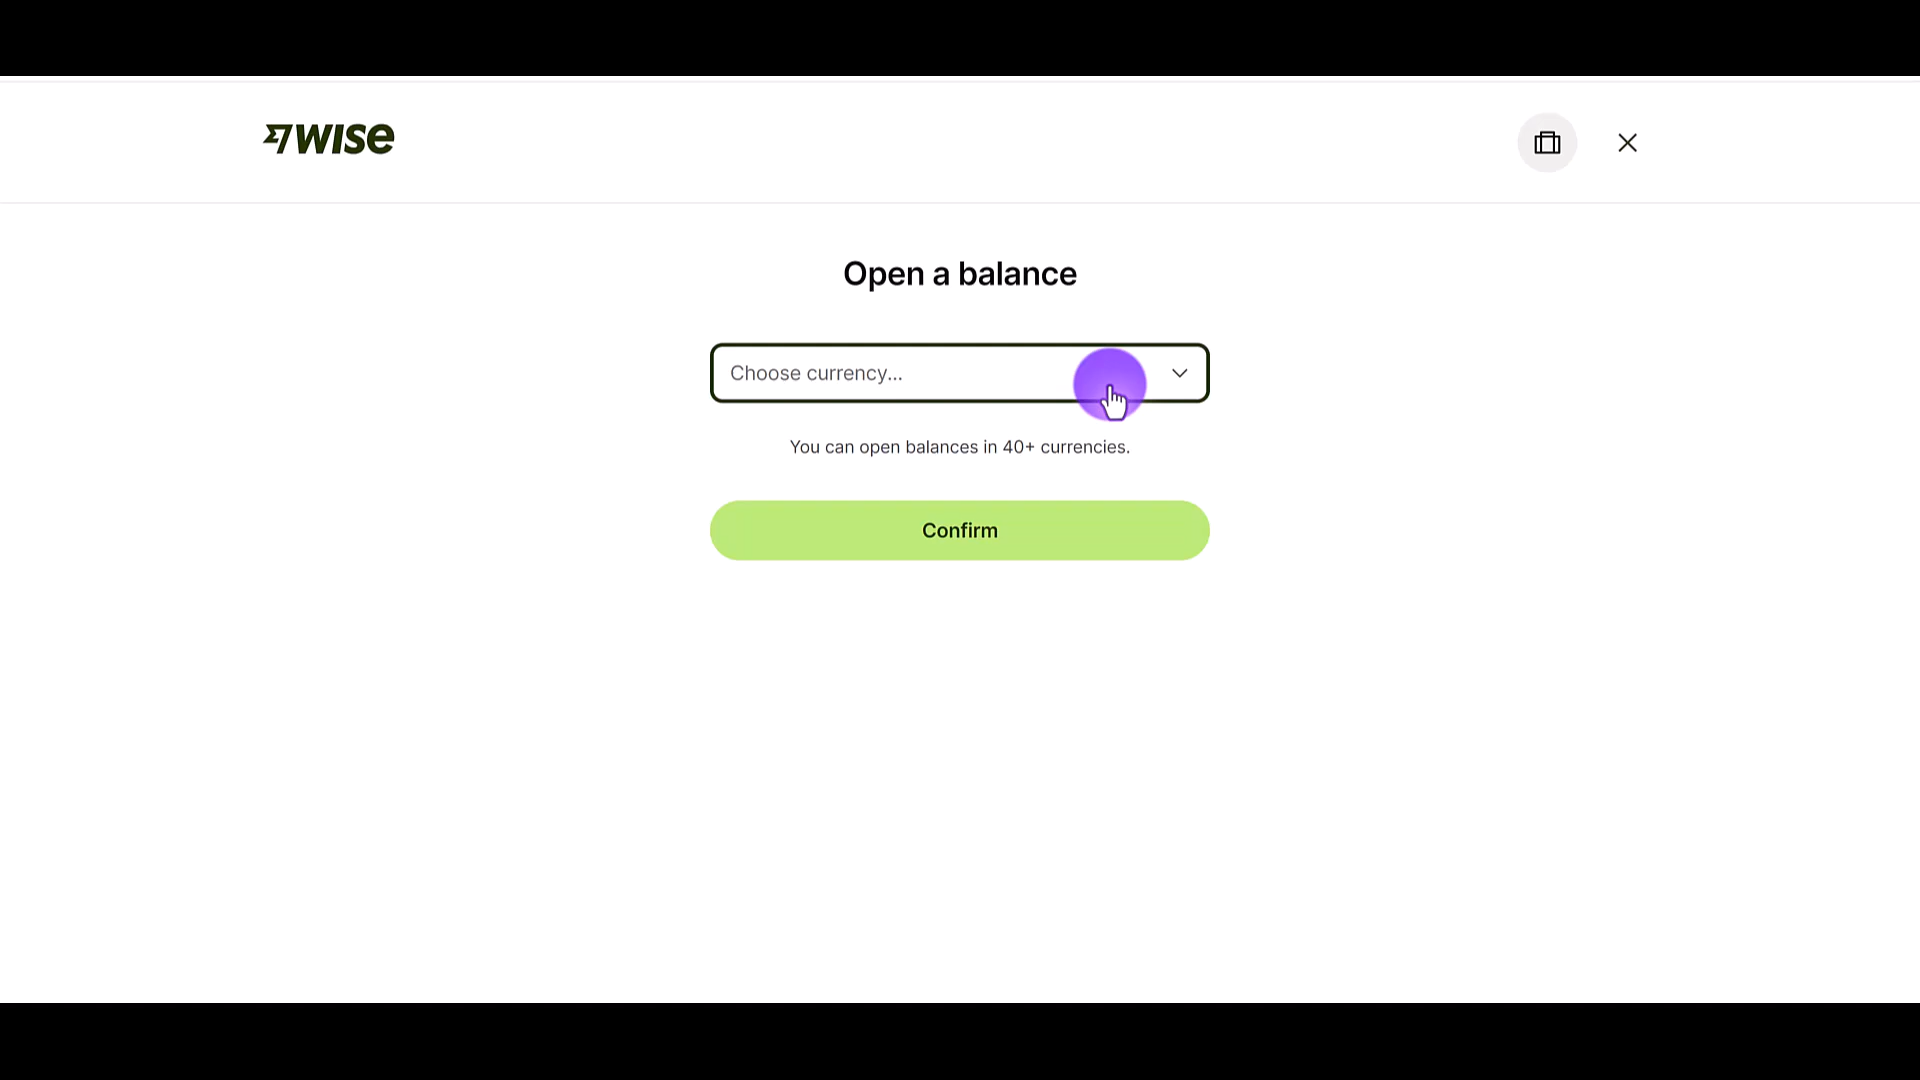 wise
Open a balance
Choose currency...
You can open balances in 40+ currencies.
Confirm